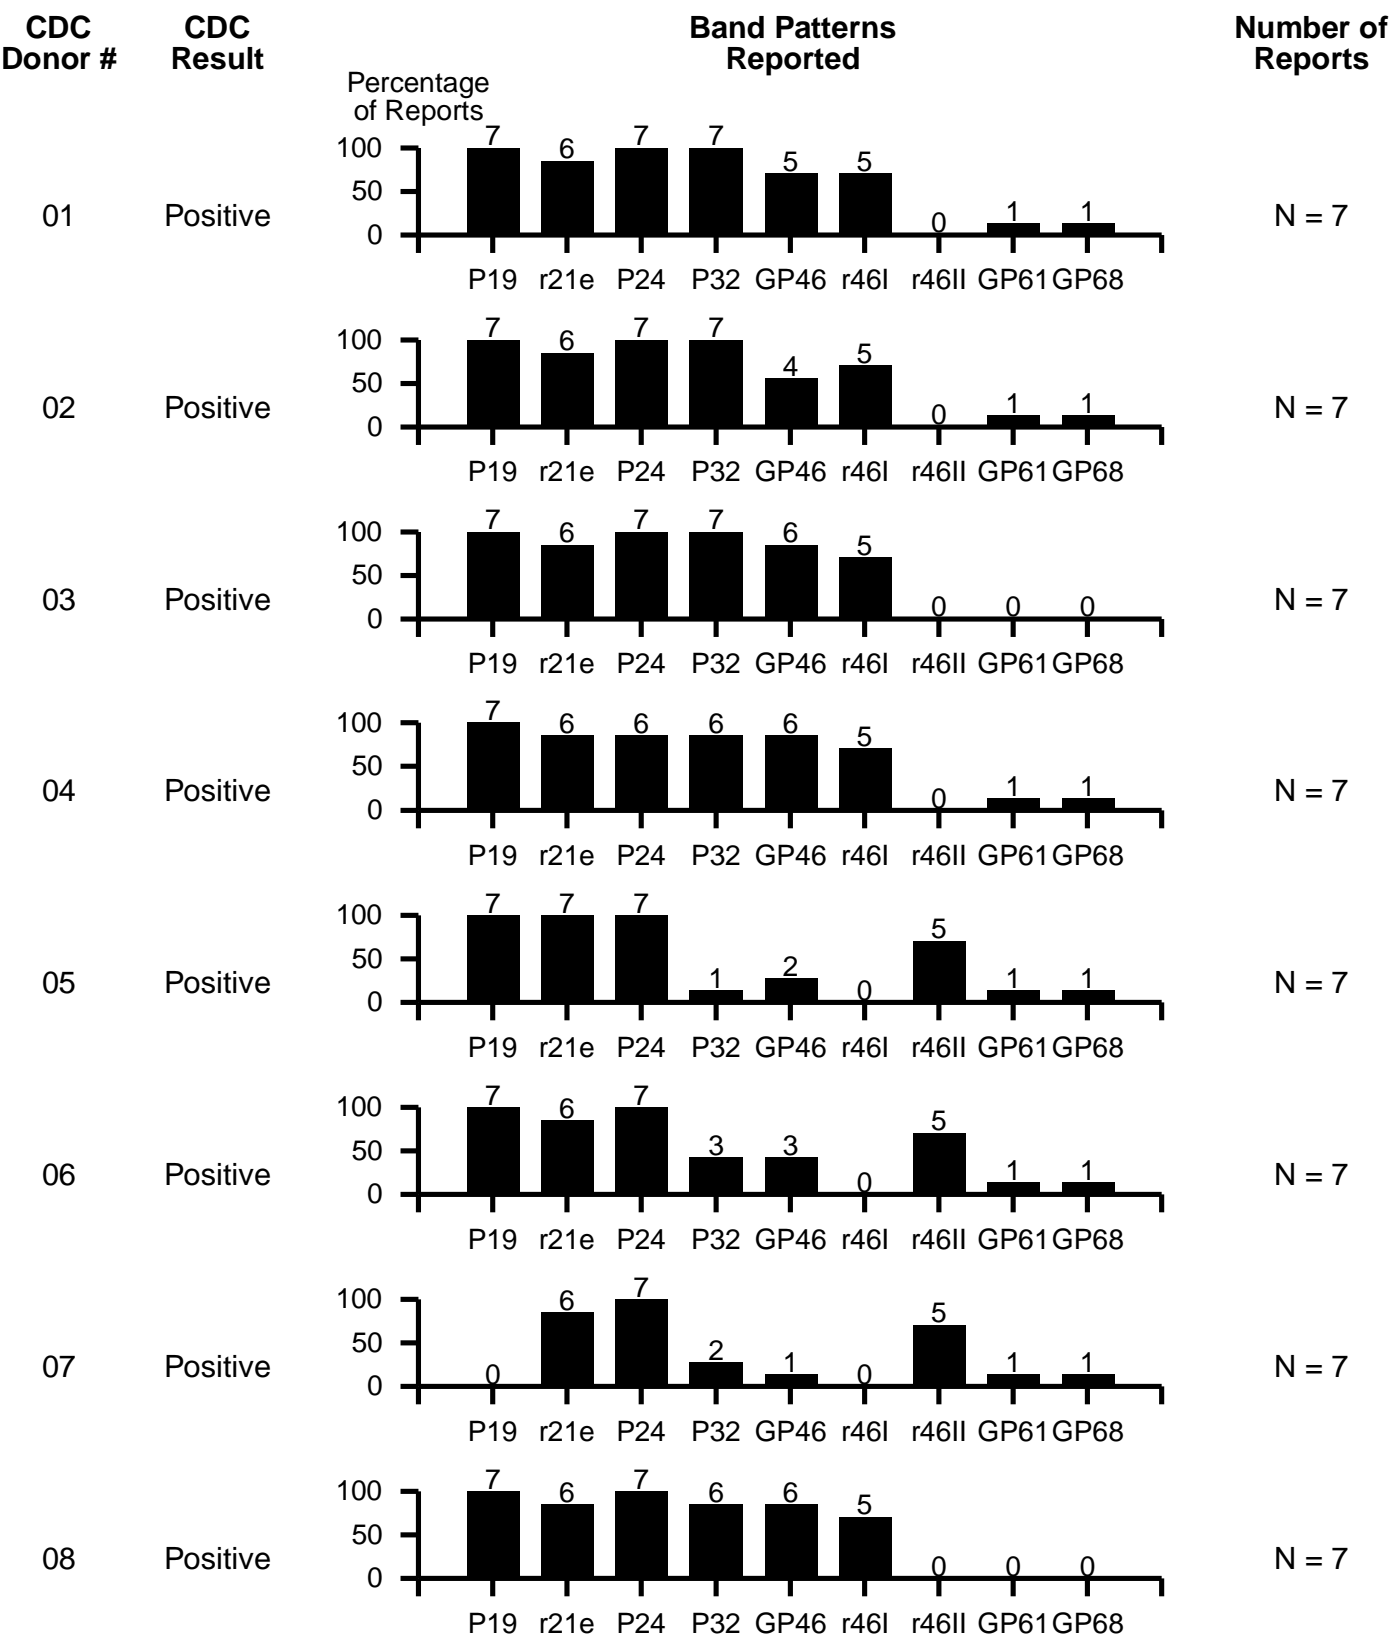 CDC Donor #
CDC Result
Band Patterns Reported
Number of Reports
Percentage of Reports
01 Positive N = 7
100
50
0
7 6 7 7 5 5 0 1 1
P19 r21e P24 P32 GP46 r46I r46II GP61 GP68
02 Positive N = 7
100
50
0
7 6 7 7 4 5 0 1 1
P19 r21e P24 P32 GP46 r46I r46II GP61 GP68
03 Positive N = 7
100
50
0
7 6 7 7 6 5 0 0 0
P19 r21e P24 P32 GP46 r46I r46II GP61 GP68
04 Positive N = 7
100
50
0
7 6 6 6 6 5 0 1 1
P19 r21e P24 P32 GP46 r46I r46II GP61 GP68
05 Positive N = 7
100
50
0
7 7 7 1 2 0 5 1 1
P19 r21e P24 P32 GP46 r46I r46II GP61 GP68
06 Positive N = 7
100
50
0
7 6 7 3 3 0 5 1 1
P19 r21e P24 P32 GP46 r46I r46II GP61 GP68
07 Positive N = 7
100
50
0
0 6 7 2 1 0 5 1 1
P19 r21e P24 P32 GP46 r46I r46II GP61 GP68
08 Positive N = 7
100
50
0
7 6 7 6 6 5 0 0 0
P19 r21e P24 P32 GP46 r46I r46II GP61 GP68